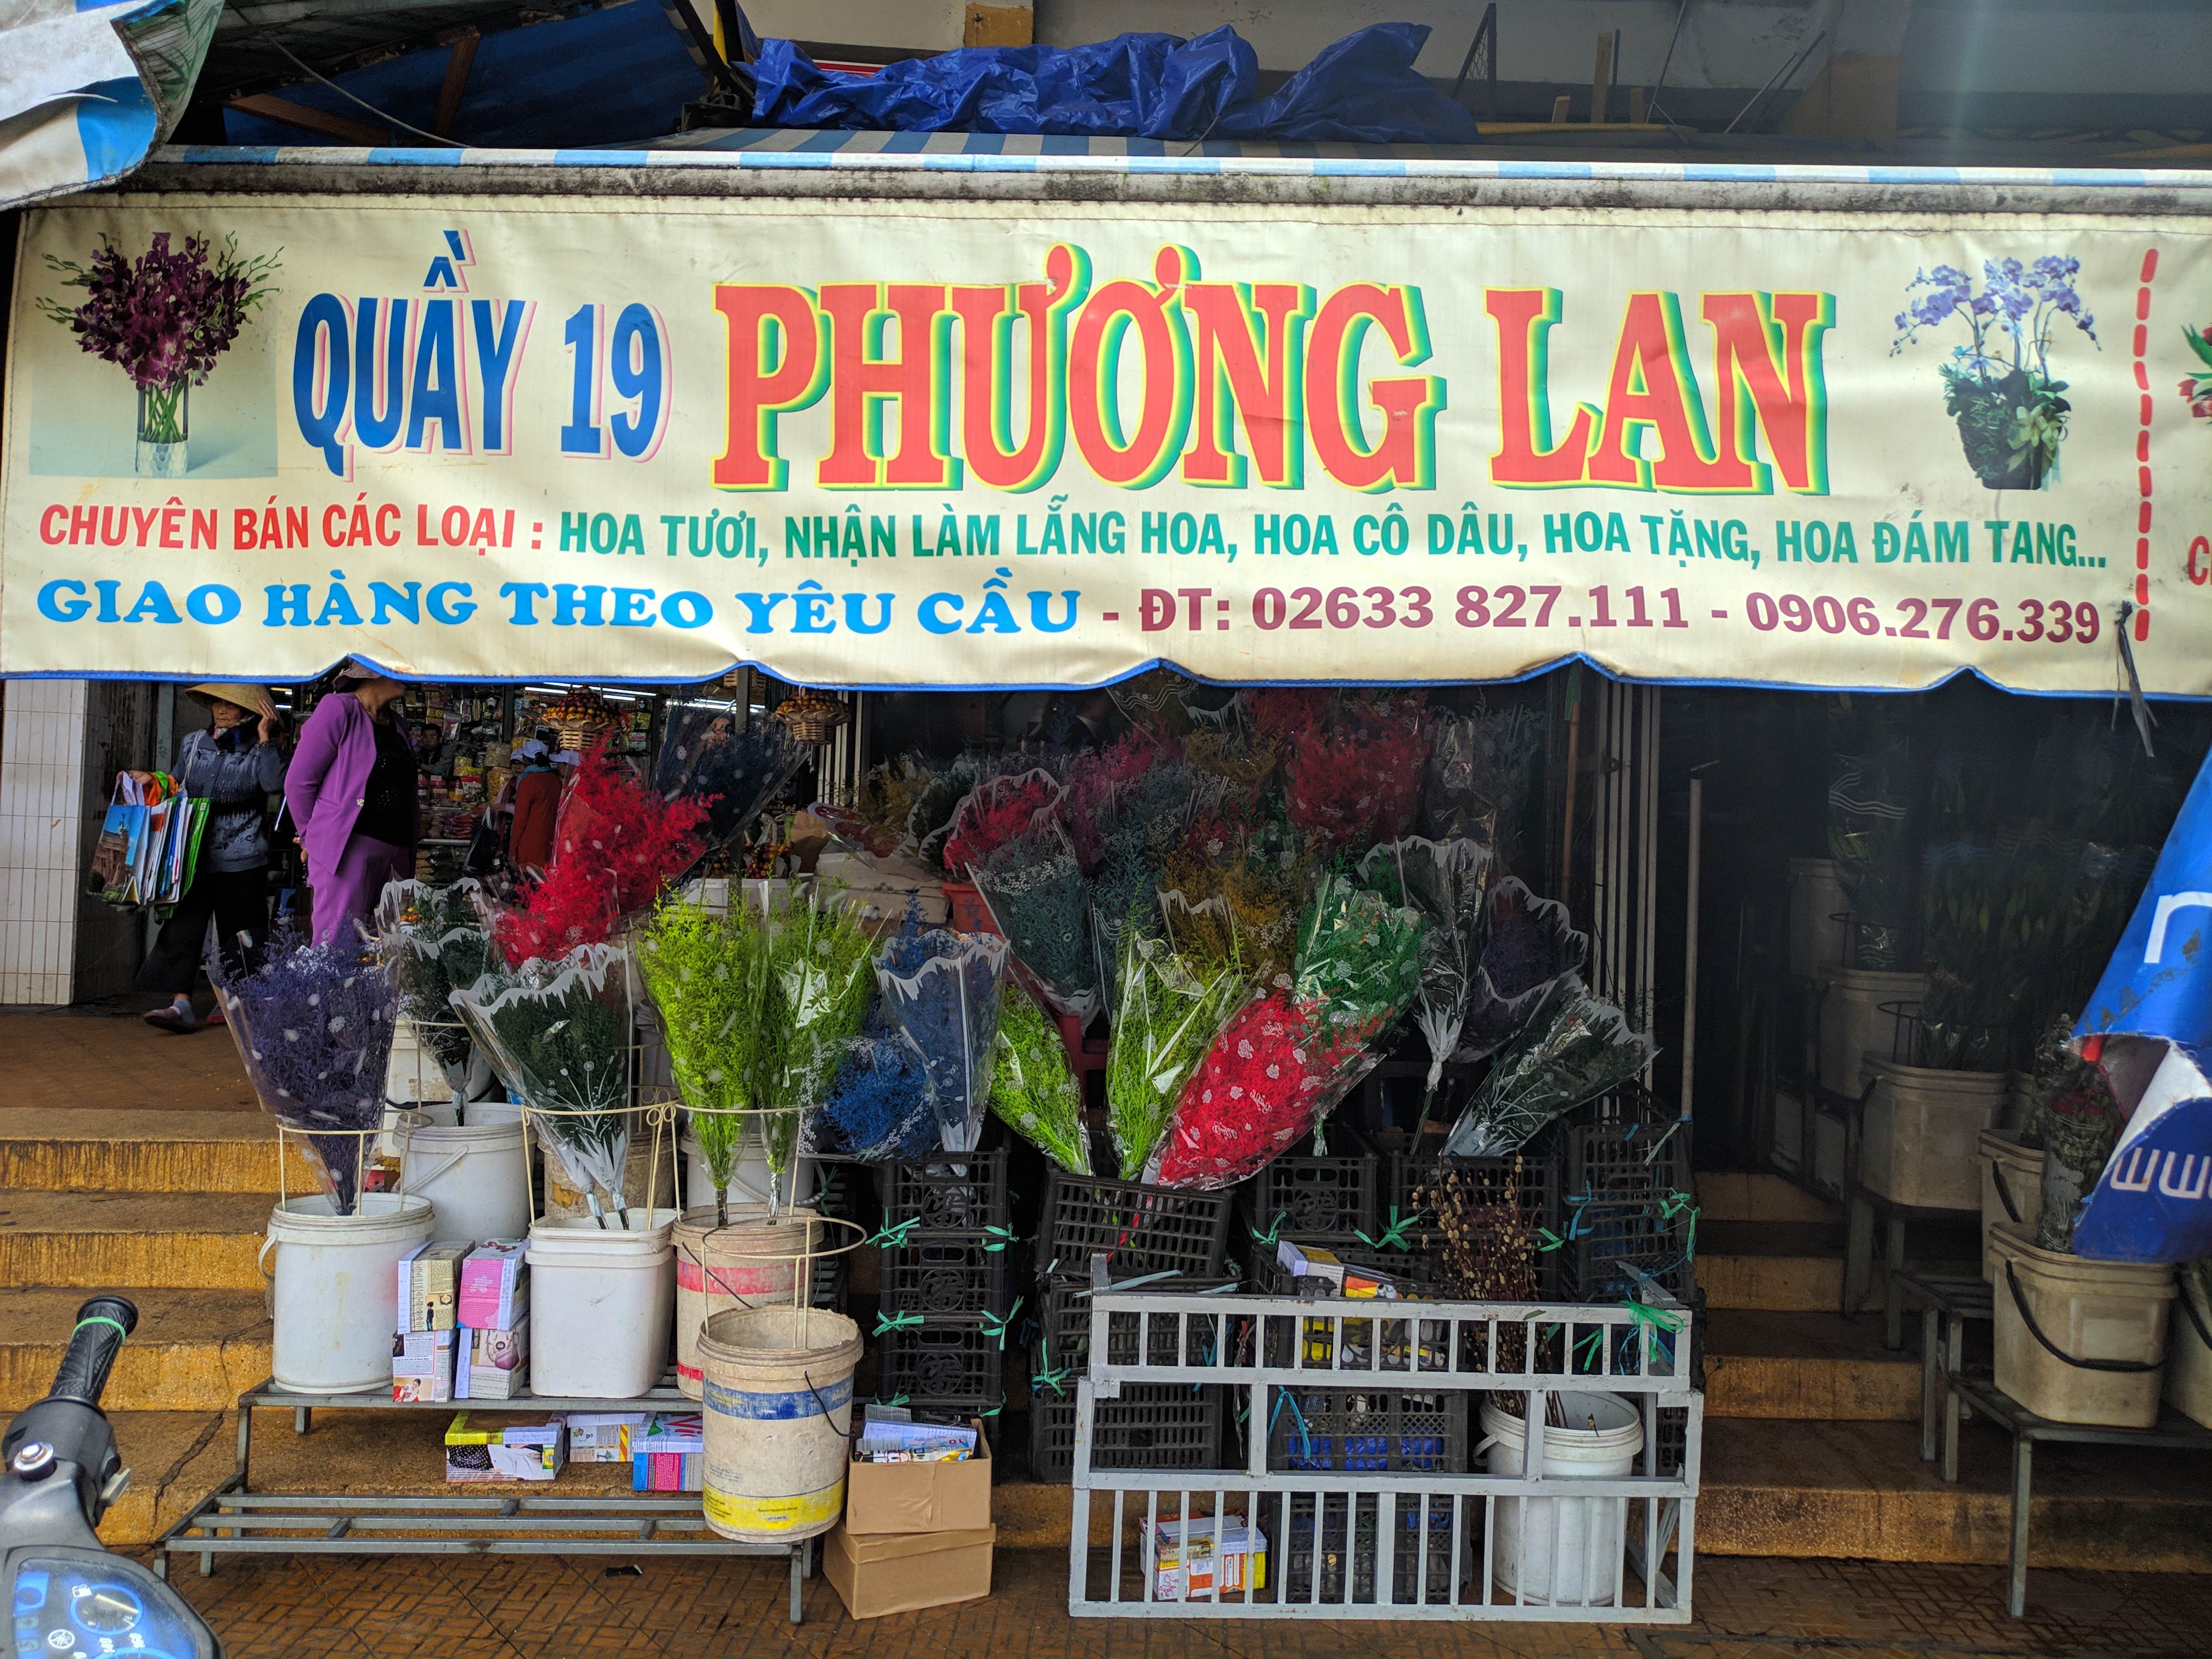 QUẦY 19 PHƯƠNG LAN
CHUYÊN BÁN CÁC LOẠI : HOA TƯƠI, NHẬN LÀM LẴNG HOA, HOA CÔ DÂU, HOA TẶNG, HOA ĐÁM TANG...
GIAO HÀNG THEO YÊU CẦU - ĐT: 02633 827.111 - 0906.276.339